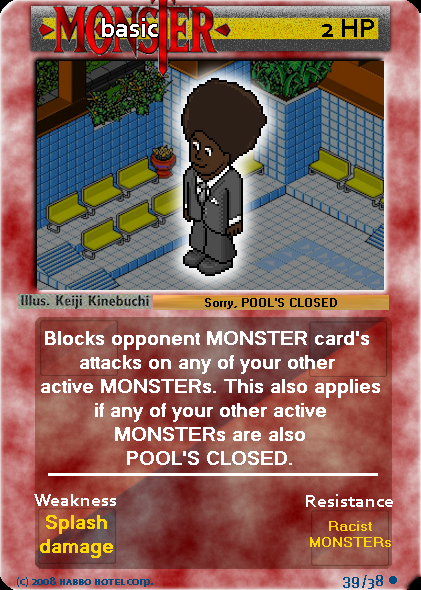 MONSTER
basic
2 HP
Illus. Keiji Kinebuchi
Sorry, POOL'S CLOSED
Blocks opponent MONSTER card's
attacks on any of your other
active MONSTERs. This also applies
if any of your other active
MONSTERs are also
POOL'S CLOSED.
Weakness
Splash
damage
Resistance
Racist
MONSTERs
(c) 2008 HABBO HOTEL corp.
39/38